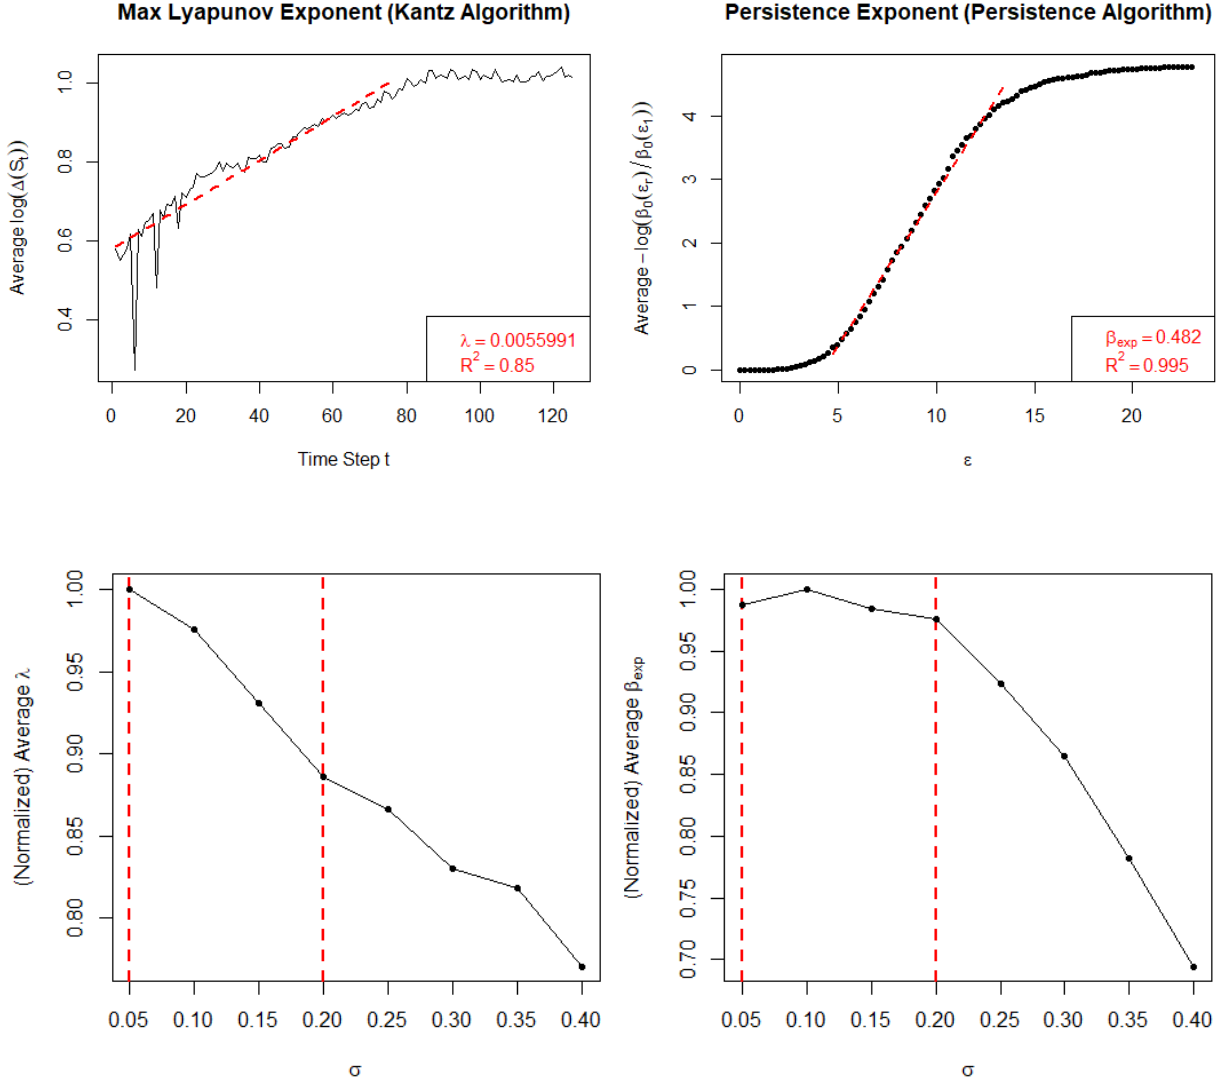 Max Lyapunov Exponent (Kantz Algorithm)
Average log(Δ(Sₜ))
0.4 0.6 0.8 1.0
λ = 0.0055991
R² = 0.85
0 20 40 60 80 100 120
Time Step t
Persistence Exponent (Persistence Algorithm)
Average − log(β₀(εᵣ) / β₀(ε₁))
0 1 2 3 4
βₑₓₚ = 0.482
R² = 0.995
0 5 10 15 20
ε
(Normalized) Average λ
0.80 0.85 0.90 0.95 1.00
0.05 0.10 0.15 0.20 0.25 0.30 0.35 0.40
σ
(Normalized) Average βₑₓₚ
0.70 0.75 0.80 0.85 0.90 0.95 1.00
0.05 0.10 0.15 0.20 0.25 0.30 0.35 0.40
σ